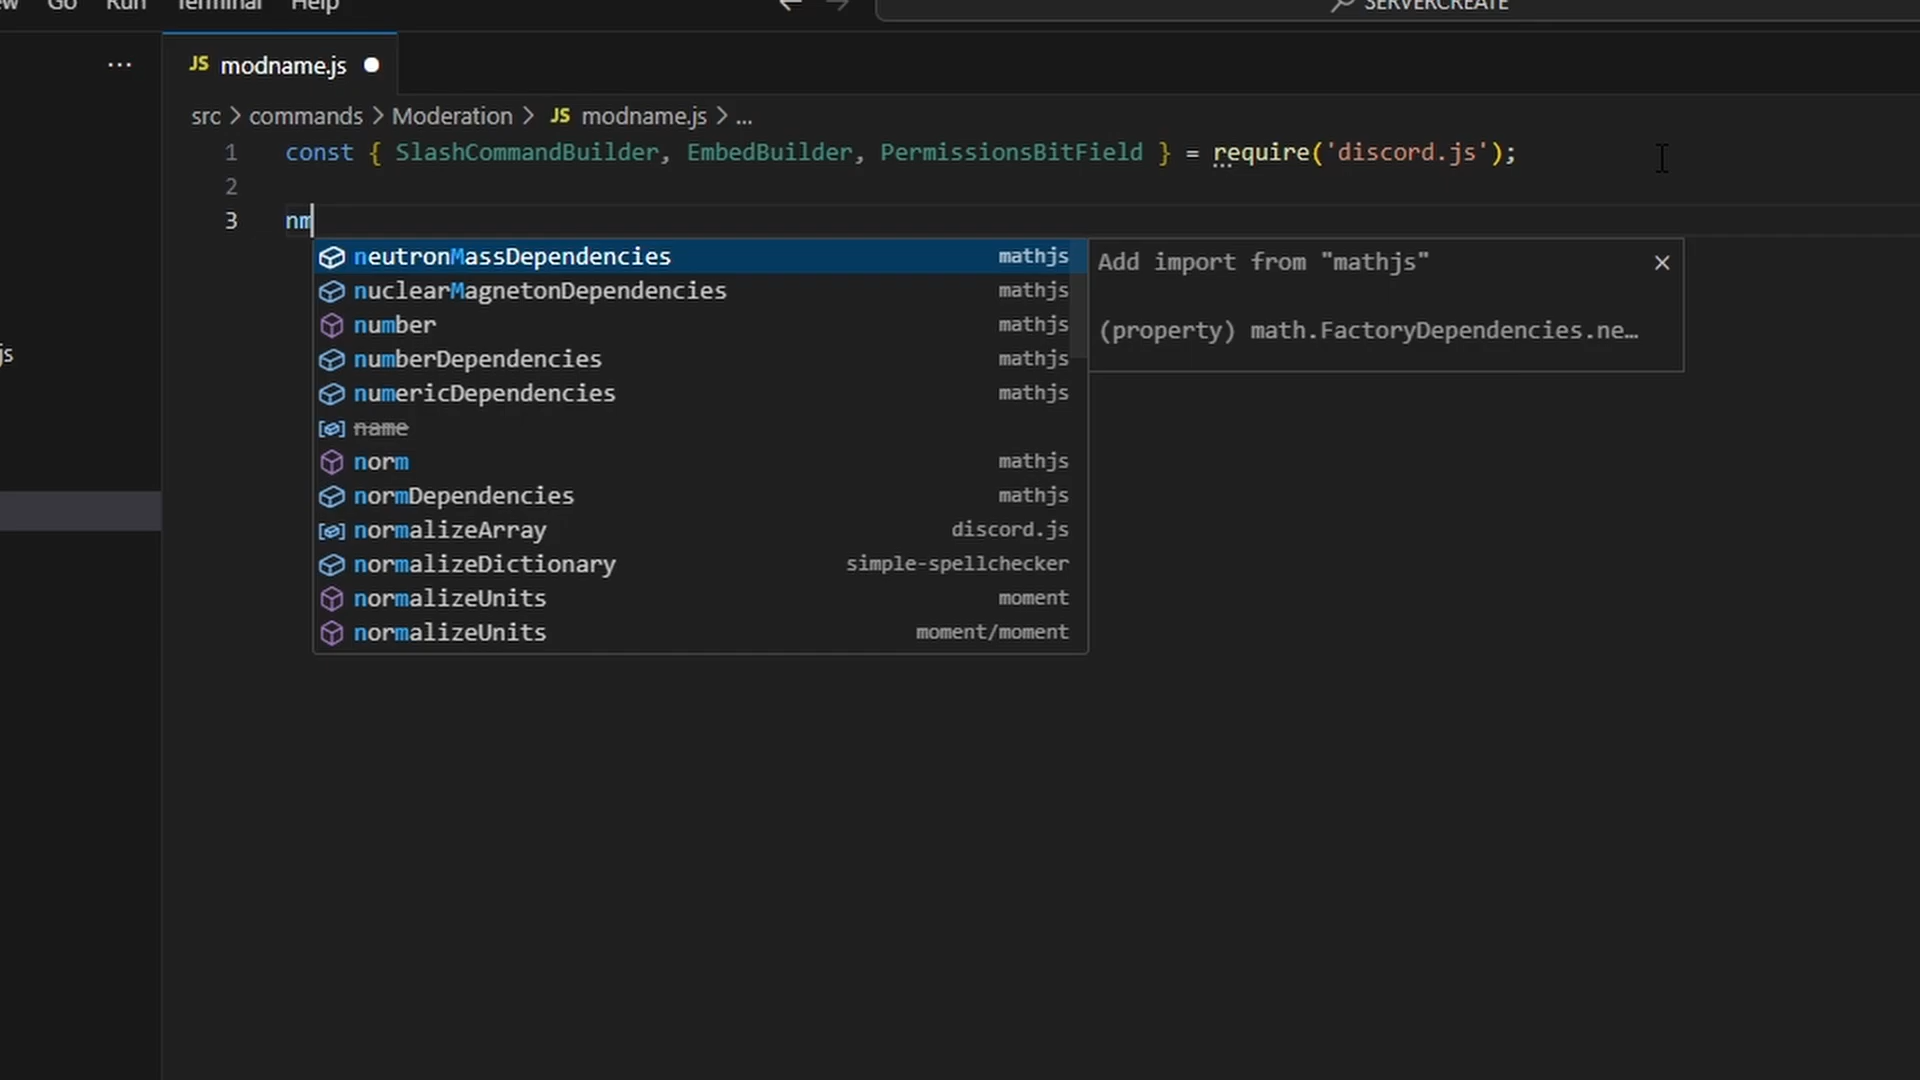 Go Run Terminal Help
SERVERCREATE
JS modname.js
src > commands > Moderation > JS modname.js > ...
1 const { SlashCommandBuilder, EmbedBuilder, PermissionsBitField } = require('discord.js');
2
3 nm
js
neutronMassDependencies mathjs
nuclearMagnetonDependencies mathjs
number mathjs
numberDependencies mathjs
numericDependencies mathjs
name
norm mathjs
normDependencies mathjs
normalizeArray discord.js
normalizeDictionary simple-spellchecker
normalizeUnits moment
normalizeUnits moment/moment
Add import from "mathjs"
(property) math.FactoryDependencies.ne…